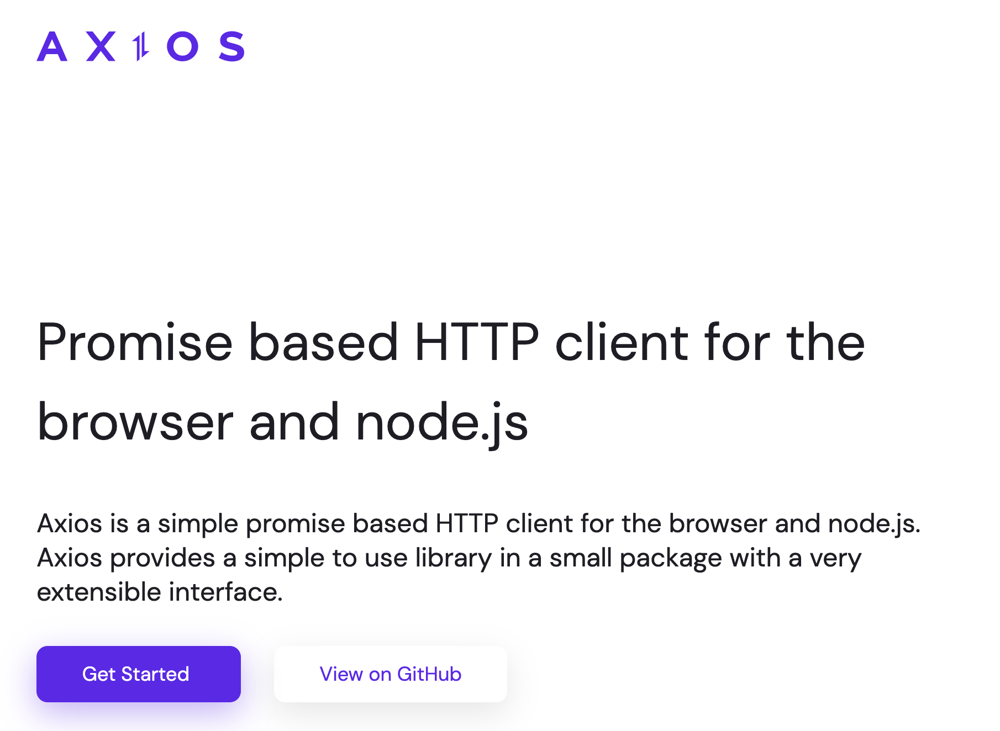 AXIOS
Promise based HTTP client for the
browser and node.js
Axios is a simple promise based HTTP client for the browser and node.js.
Axios provides a simple to use library in a small package with a very
extensible interface.
Get Started
View on GitHub